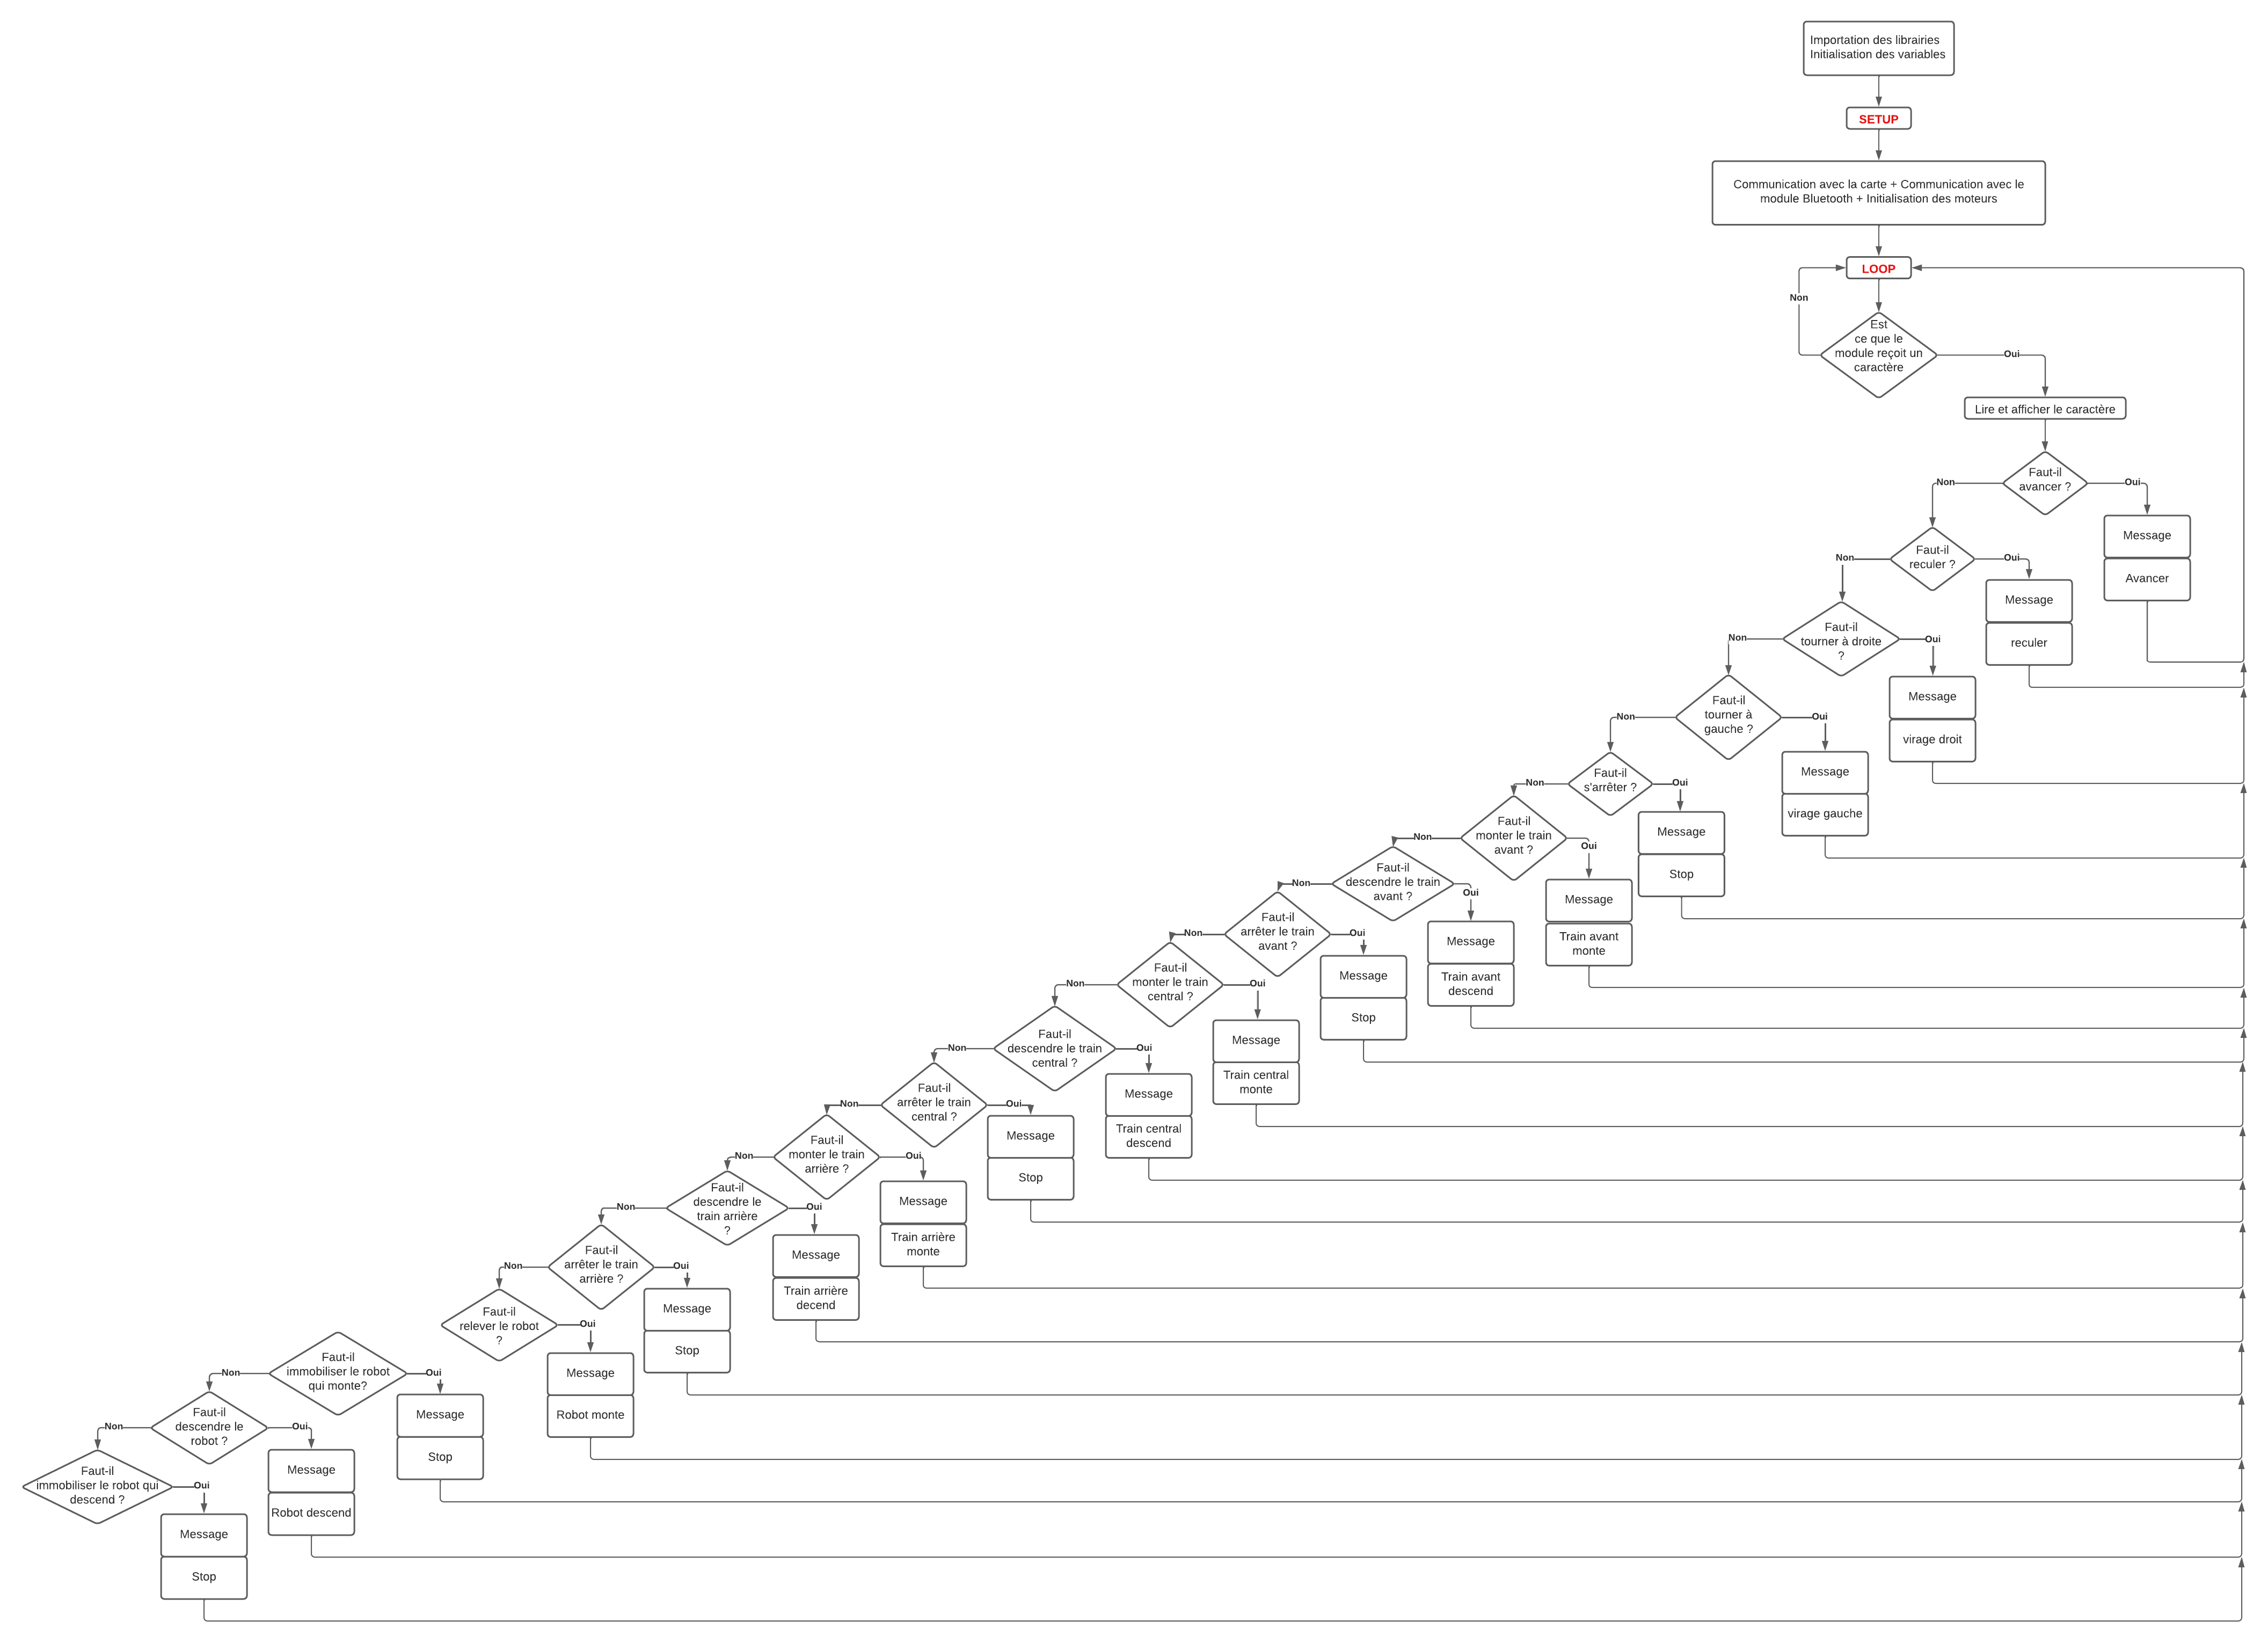 Importation des librairies
Initialisation des variables
SETUP
Communication avec la carte + Communication avec le
module Bluetooth + Initialisation des moteurs
LOOP
Non
Est
ce que le
module reçoit un
caractère
Oui
Lire et afficher le caractère
Faut-il
avancer ?
Non
Oui
Message
Avancer
Faut-il
reculer ?
Non
Oui
Message
reculer
Faut-il
tourner à droite
?
Non
Oui
Message
virage droit
Faut-il
tourner à
gauche ?
Non
Oui
Message
virage gauche
Faut-il
s'arrêter ?
Non
Oui
Message
Stop
Faut-il
monter le train
avant ?
Non
Oui
Message
Train avant
monte
Faut-il
descendre le train
avant ?
Non
Oui
Message
Train avant
descend
Faut-il
arrêter le train
avant ?
Non
Oui
Message
Stop
Faut-il
monter le train
central ?
Non
Oui
Message
Train central
monte
Faut-il
descendre le train
central ?
Non
Oui
Message
Train central
descend
Faut-il
arrêter le train
central ?
Non
Oui
Message
Stop
Faut-il
monter le train
arrière ?
Non
Oui
Message
Train arrière
monte
Faut-il
descendre le
train arrière
?
Non
Oui
Message
Train arrière
decend
Faut-il
arrêter le train
arrière ?
Non
Oui
Message
Stop
Faut-il
relever le robot
?
Oui
Message
Robot monte
Faut-il
immobiliser le robot
qui monte?
Non
Oui
Message
Stop
Faut-il
descendre le
robot ?
Non
Oui
Message
Robot descend
Faut-il
immobiliser le robot qui
descend ?
Oui
Message
Stop